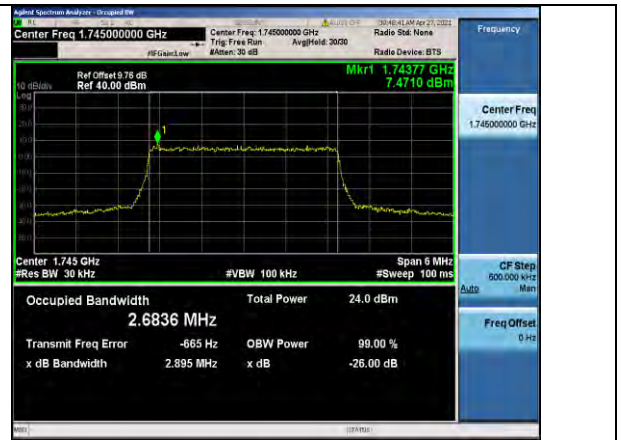 Agilent Spectrum Analyzer - Occupied BW
Center Freq 1.745000000 GHz
#IFGain:Low
Center Freq: 1.745000000 GHz
Trig: Free Run Avg|Hold: 30/30
#Atten: 30 dB
10:46:41 AM Apr 27, 2021
Radio Std: None
Radio Device: BTS
Frequency
Ref Offset 9.76 dB
Ref 40.00 dBm
Mkr1 1.74377 GHz
7.4710 dBm
10 dB/div
Log
1
Center Freq
1.745000000 GHz
Center 1.745 GHz
Span 6 MHz
#Res BW 30 kHz
#VBW 100 kHz
#Sweep 100 ms
CF Step
600.000 kHz
Auto Man
Occupied Bandwidth
2.6836 MHz
Total Power 24.0 dBm
Transmit Freq Error -665 Hz
OBW Power 99.00 %
x dB Bandwidth 2.895 MHz
x dB -26.00 dB
Freq Offset
0 Hz
MSG
STATUS